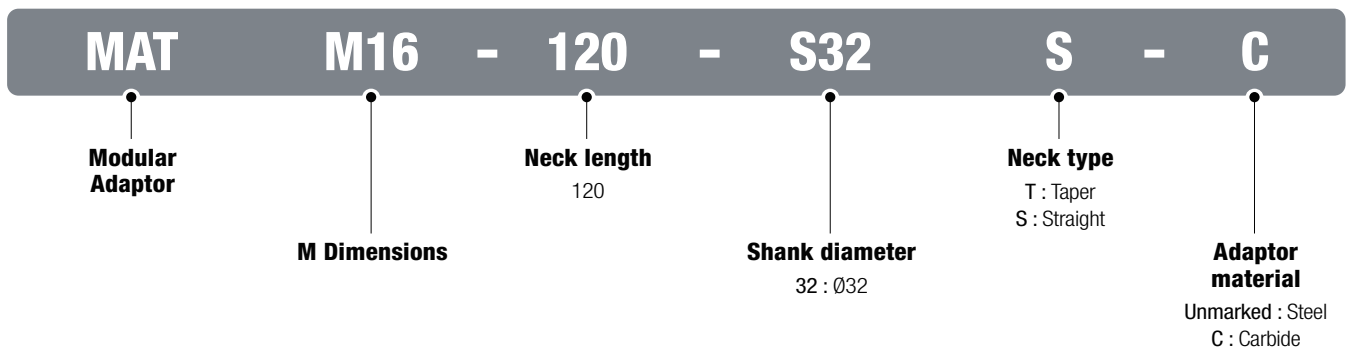 MAT M16 - 120 - S32 S - C
Modular
Adaptor
M Dimensions
Neck length
120
Shank diameter
32 : Ø32
Neck type
T : Taper
S : Straight
Adaptor
material
Unmarked : Steel
C : Carbide